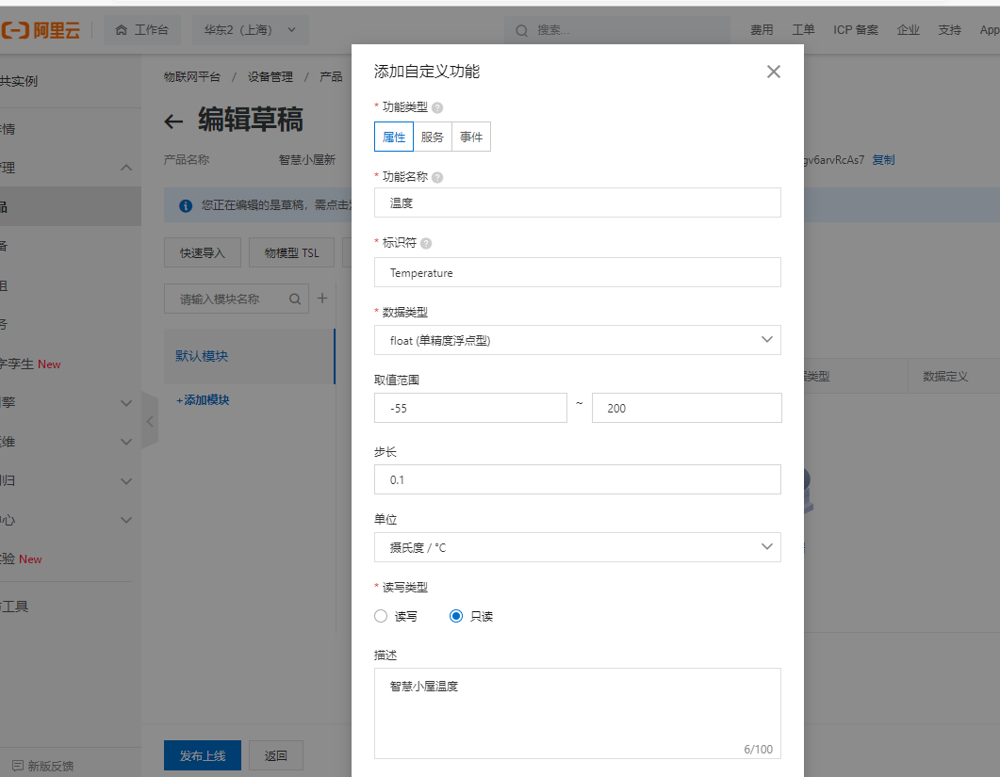 阿里云
工作台
华东2（上海）
搜索...
费用
工单
ICP 备案
企业
支持
App
共实例
物联网平台 / 设备管理 / 产品
编辑草稿
产品名称
智慧小屋新
gv6arvRcAs7 复制
您正在编辑的是草稿，需点击
快速导入
物模型 TSL
请输入模块名称
默认模块
+添加模块
字孪生 New
引擎
运维
中心
实验 New
工具
类型
数据定义
添加自定义功能
* 功能类型
属性
服务
事件
* 功能名称
温度
* 标识符
Temperature
* 数据类型
float (单精度浮点型)
取值范围
-55 ~ 200
步长
0.1
单位
摄氏度 / °C
* 读写类型
读写
只读
描述
智慧小屋温度
6/100
发布上线
返回
新版反馈